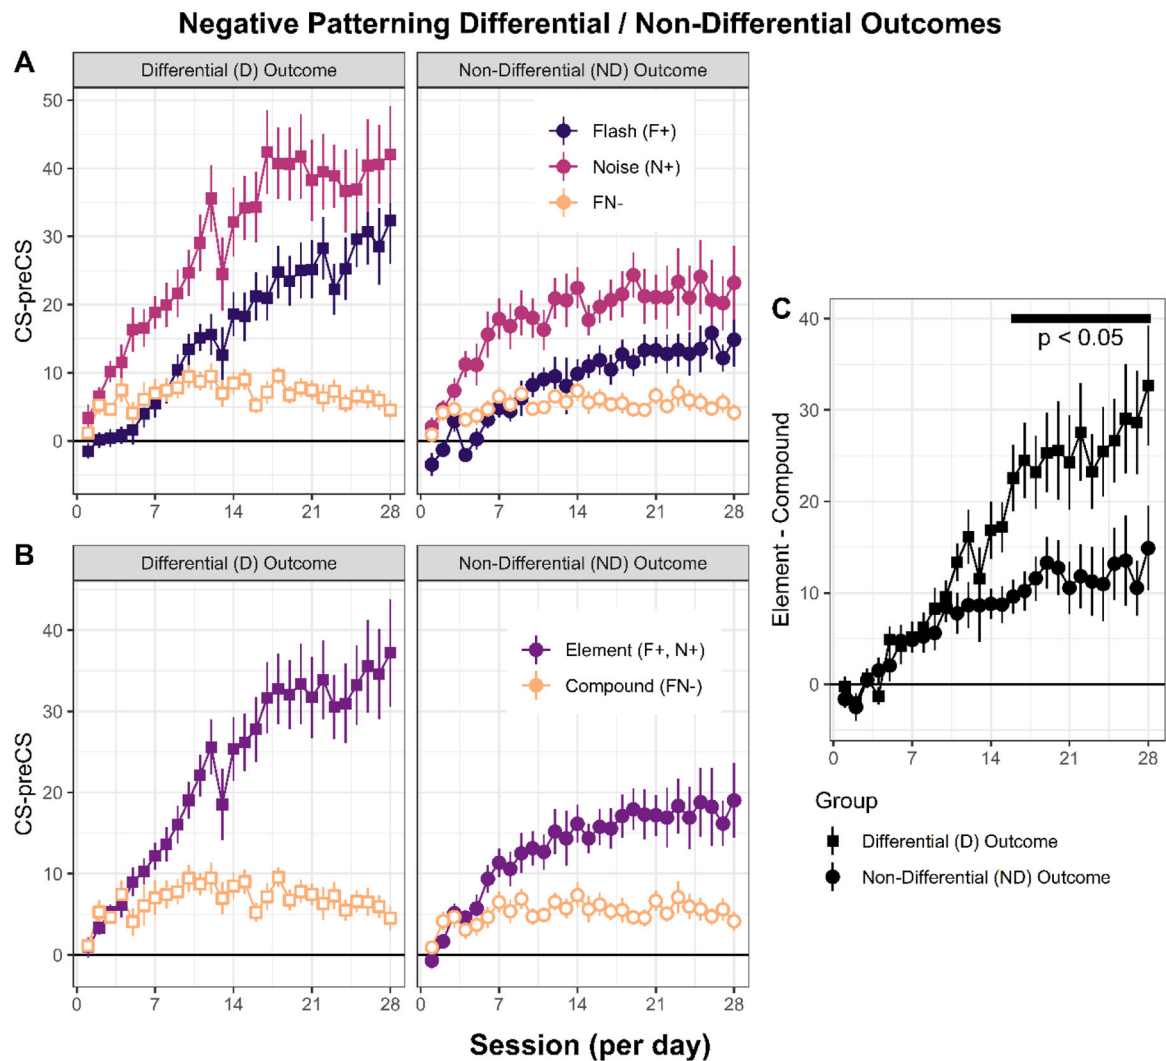 Negative Patterning Differential / Non-Differential Outcomes
A
Differential (D) Outcome
Non-Differential (ND) Outcome
50
40
30
20
10
0
CS-preCS
Flash (F+)
Noise (N+)
FN-
0 7 14 21 28
0 7 14 21 28
B
Differential (D) Outcome
Non-Differential (ND) Outcome
40
30
20
10
0
CS-preCS
Element (F+, N+)
Compound (FN-)
0 7 14 21 28
0 7 14 21 28
Session (per day)
C
40
30
20
10
0
Element - Compound
p < 0.05
0 7 14 21 28
Group
Differential (D) Outcome
Non-Differential (ND) Outcome